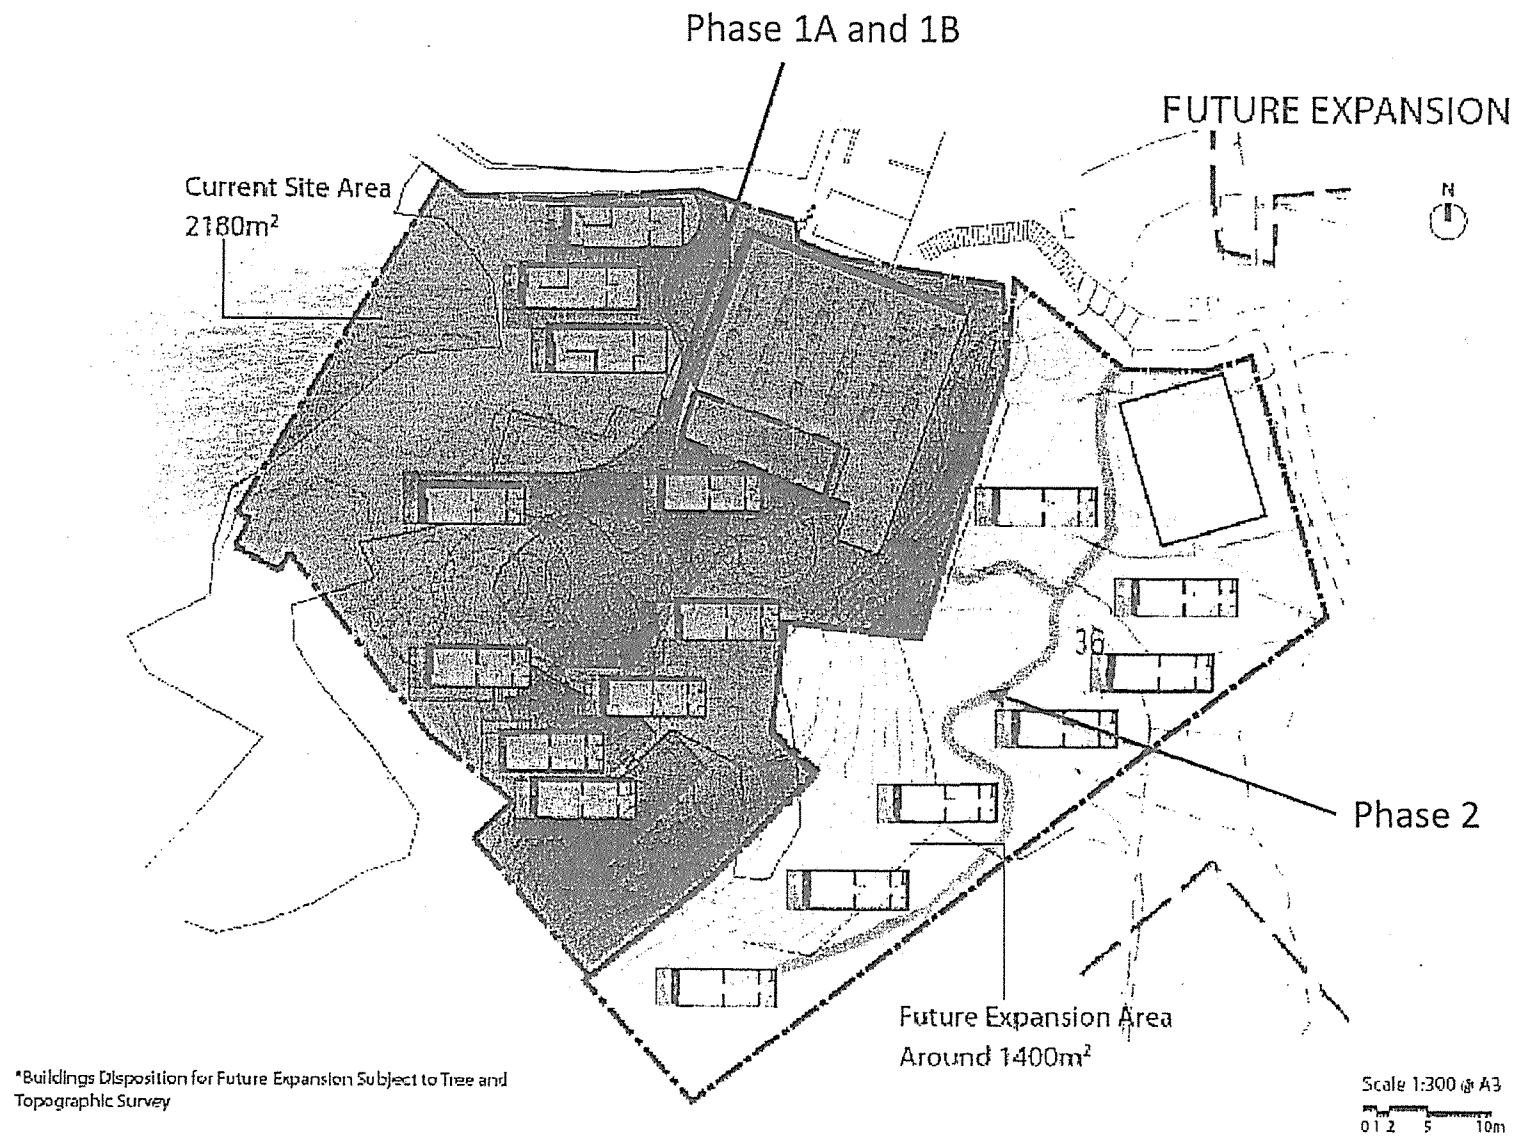 Phase 1A and 1B
FUTURE EXPANSION
Current Site Area
2180m²
N
36
Phase 2
Future Expansion Area
Around 1400m²
*Buildings Disposition for Future Expansion Subject to Tree and
Topographic Survey
Scale 1:300 @ A3
0 1 2 5 10m